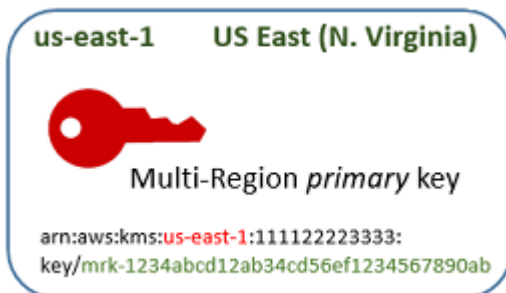 us-east-1 US East (N. Virginia)
Multi-Region primary key
arn:aws:kms:us-east-1:111122223333:
key/mrk-1234abcd12ab34cd56ef1234567890ab